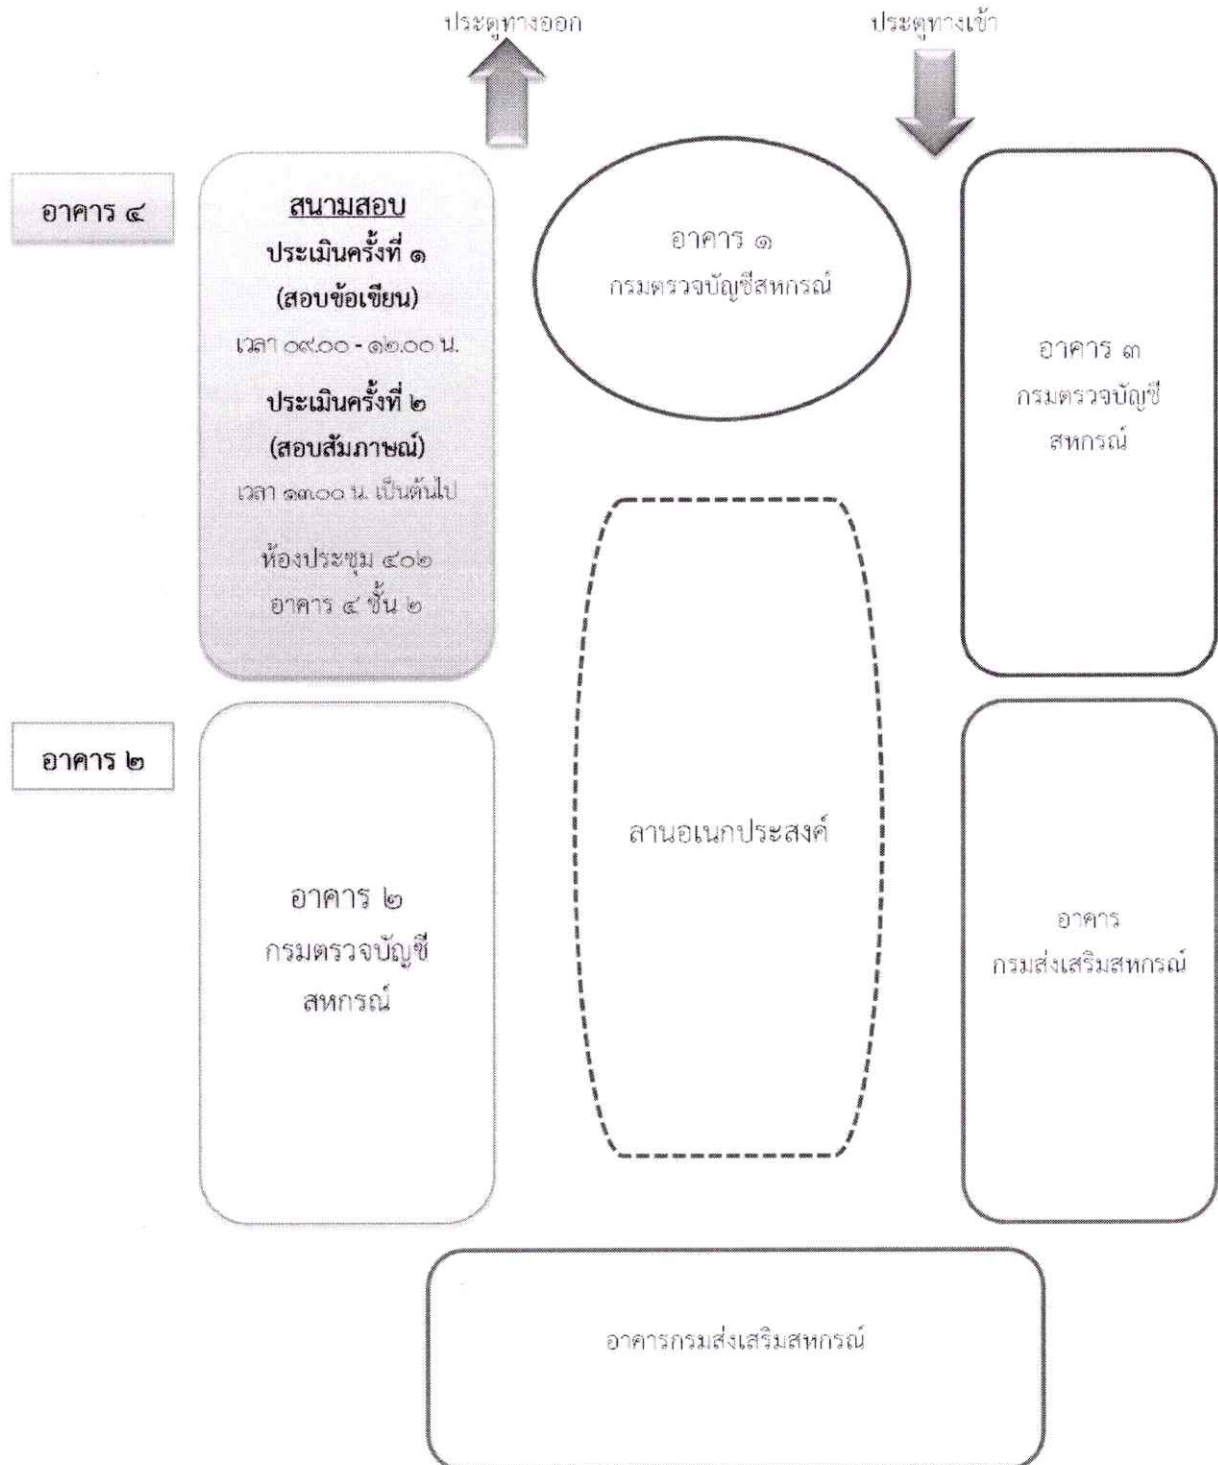 ประตูทางออก
ประตูทางเข้า
อาคาร ๔
สนามสอบ
ประเมินครั้งที่ ๑
(สอบข้อเขียน)
เวลา ๐๙.๐๐ - ๑๒.๐๐ น.
ประเมินครั้งที่ ๒
(สอบสัมภาษณ์)
เวลา ๑๓.๐๐ น. เป็นต้นไป
ห้องประชุม ๔๐๒
อาคาร ๔ ชั้น ๒
อาคาร ๑
กรมตรวจบัญชีสหกรณ์
อาคาร ๓
กรมตรวจบัญชี
สหกรณ์
อาคาร ๒
อาคาร ๒
กรมตรวจบัญชี
สหกรณ์
ลานอเนกประสงค์
อาคาร
กรมส่งเสริมสหกรณ์
อาคารกรมส่งเสริมสหกรณ์